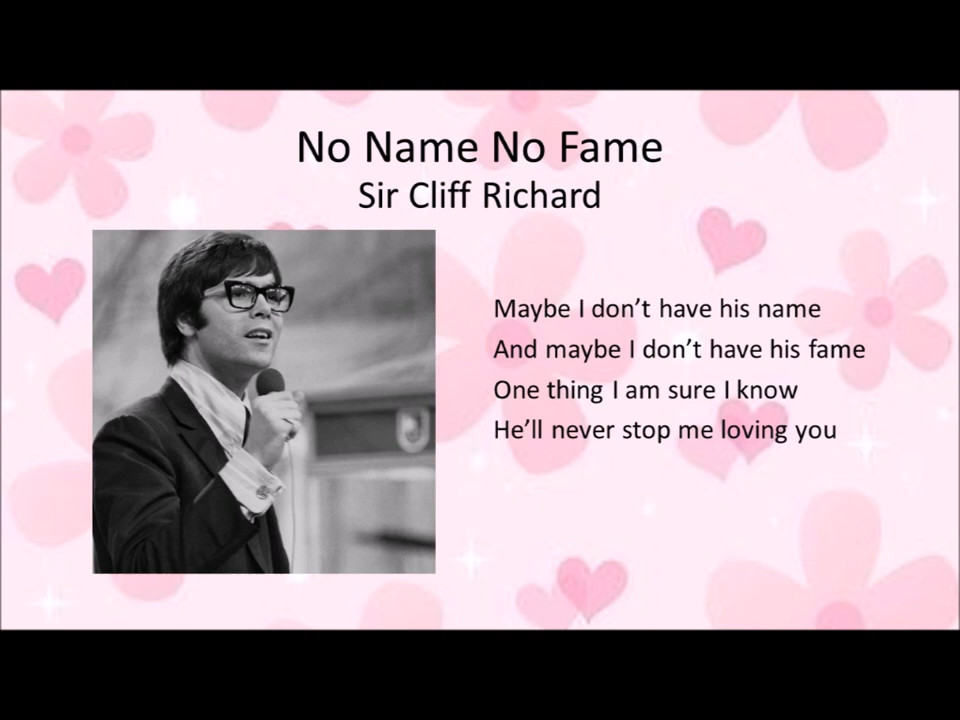 No Name No Fame
Sir Cliff Richard
Maybe I don’t have his name
And maybe I don’t have his fame
One thing I am sure I know
He’ll never stop me loving you